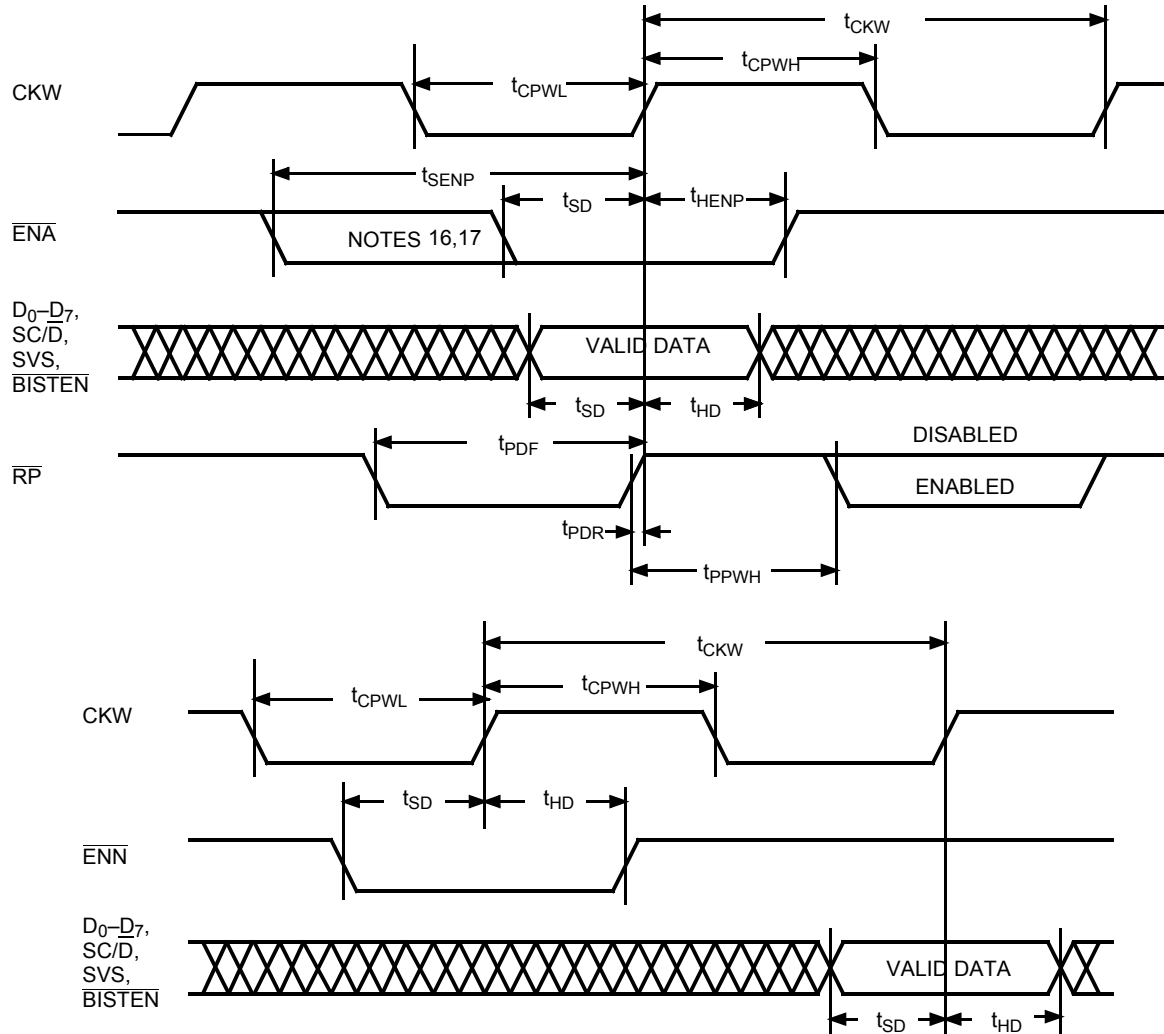 tCKW
tCPWH
tCPWL
CKW
tSENP
tSD
tHENP
ENA
NOTES 16,17
D0–D7,
SC/D,
SVS,
BISTEN
VALID DATA
tSD
tHD
DISABLED
tPDF
RP
ENABLED
tPDR
tPPWH
tCKW
tCPWL
tCPWH
CKW
tSD
tHD
ENN
D0–D7,
SC/D,
SVS,
BISTEN
VALID DATA
tSD
tHD